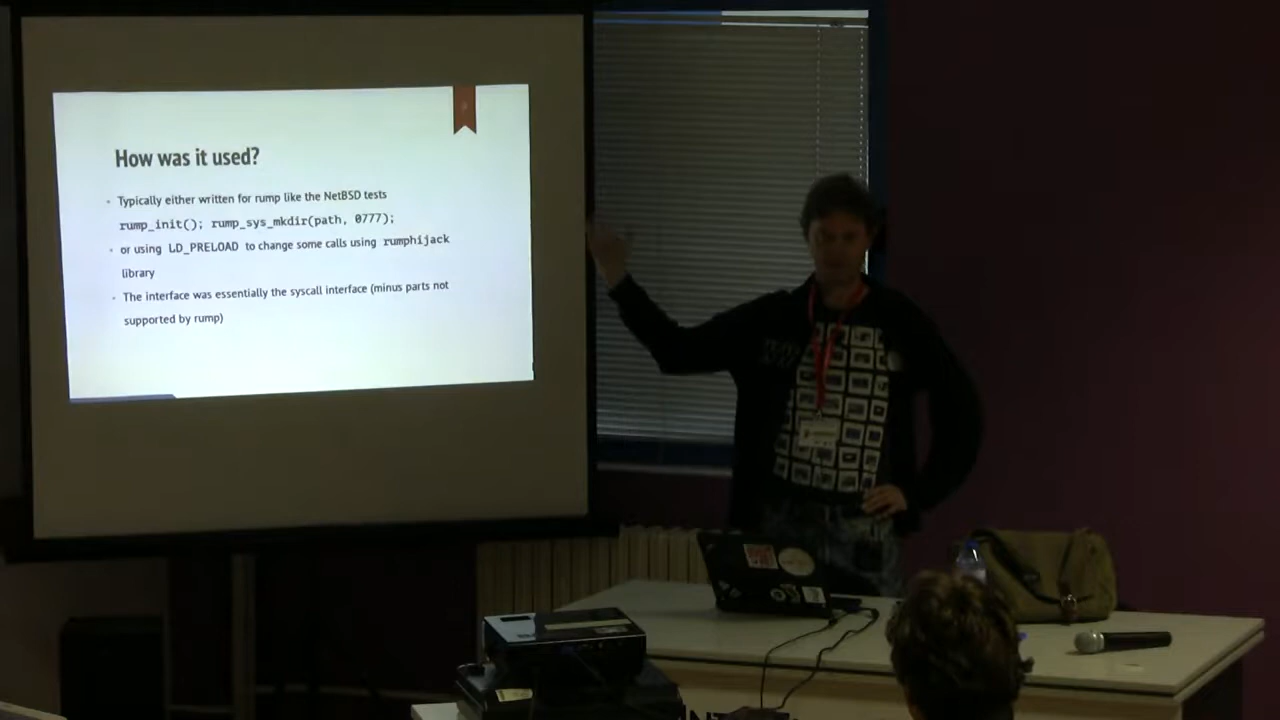 How was it used?
Typically either written for rump like the NetBSD tests
rump_init(); rump_sys_mkdir(path, 0777);
or using LD_PRELOAD to change some calls using rumphijack
library
The interface was essentially the syscall interface (minus parts not
supported by rump)